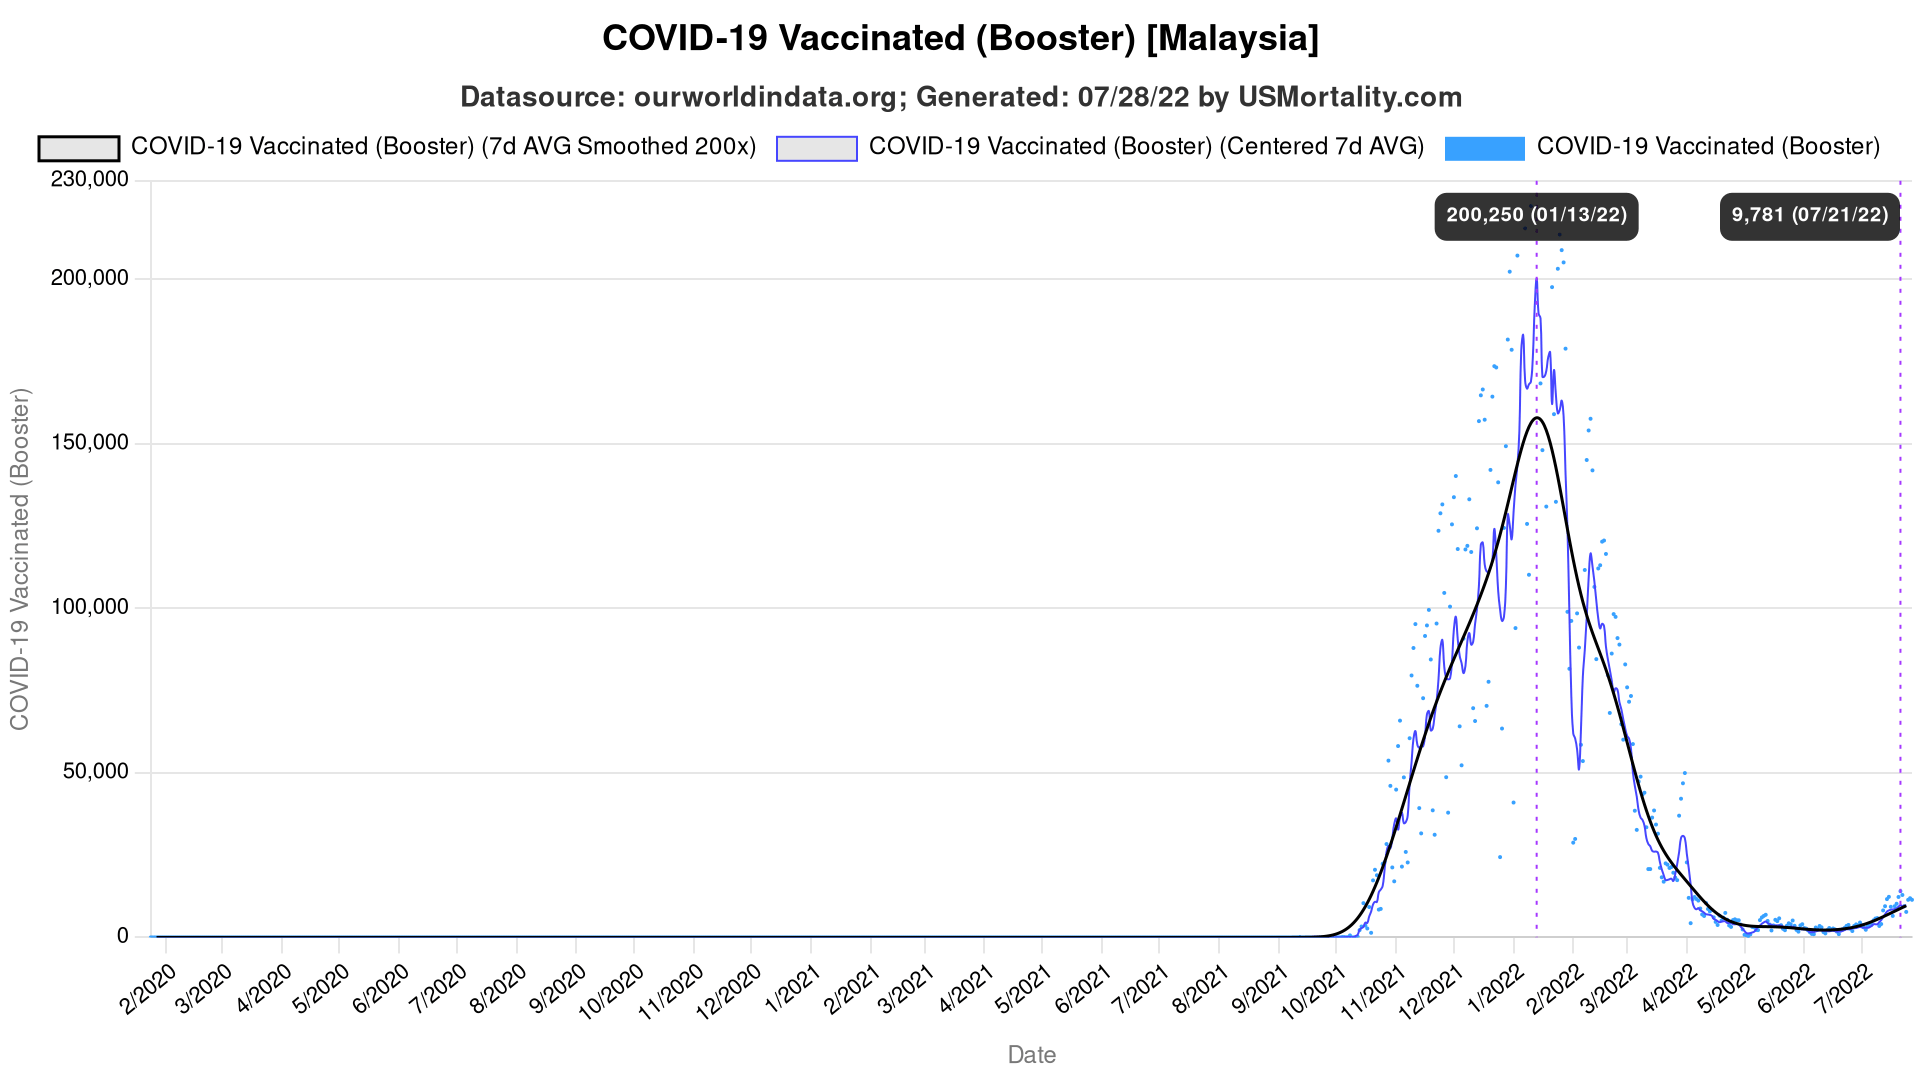 COVID-19 Vaccinated (Booster) [Malaysia]
Datasource: ourworldindata.org; Generated: 07/28/22 by USMortality.com
COVID-19 Vaccinated (Booster) (7d AVG Smoothed 200x) COVID-19 Vaccinated (Booster) (Centered 7d AVG) COVID-19 Vaccinated (Booster)
230,000
200,250 (01/13/22) 9,781 (07/21/22)
200,000
150,000
100,000
50,000
0
COVID-19 Vaccinated (Booster)
2/2020 3/2020 4/2020 5/2020 6/2020 7/2020 8/2020 9/2020 10/2020 11/2020 12/2020 1/2021 2/2021 3/2021 4/2021 5/2021 6/2021 7/2021 8/2021 9/2021 10/2021 11/2021 12/2021 1/2022 2/2022 3/2022 4/2022 5/2022 6/2022 7/2022
Date